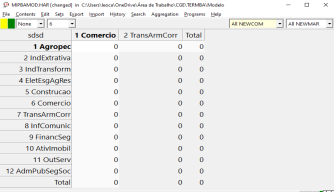 MIPBAMOD.HAR [changed] in C:\Users\leoca\OneDrive\Área de Trabalho\CGE\TERMBA\Modelo
File Contents Edit Sets Export Import History Search Aggregation Programs Help
None 6 All NEWCOM All NEWMAR
sdsd 1 Comercio 2 TransArmCorr Total
1 Agropec 0 0 0
2 IndExtrativa 0 0 0
3 IndTransform 0 0 0
4 EletEsgAgRes 0 0 0
5 Construcao 0 0 0
6 Comercio 0 0 0
7 TransArmCorr 0 0 0
8 InfComunic 0 0 0
9 FinancSeg 0 0 0
10 AtivImobil 0 0 0
11 OutServ 0 0 0
12 AdmPubSegSoc 0 0 0
Total 0 0 0